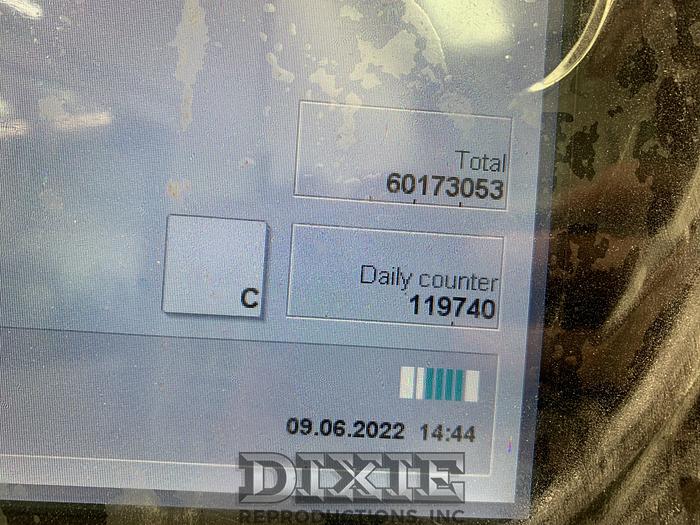 Total
60173053
Daily counter
119740
C
09.06.2022 14:44
DIXIE
REPRODUCTIONS, INC